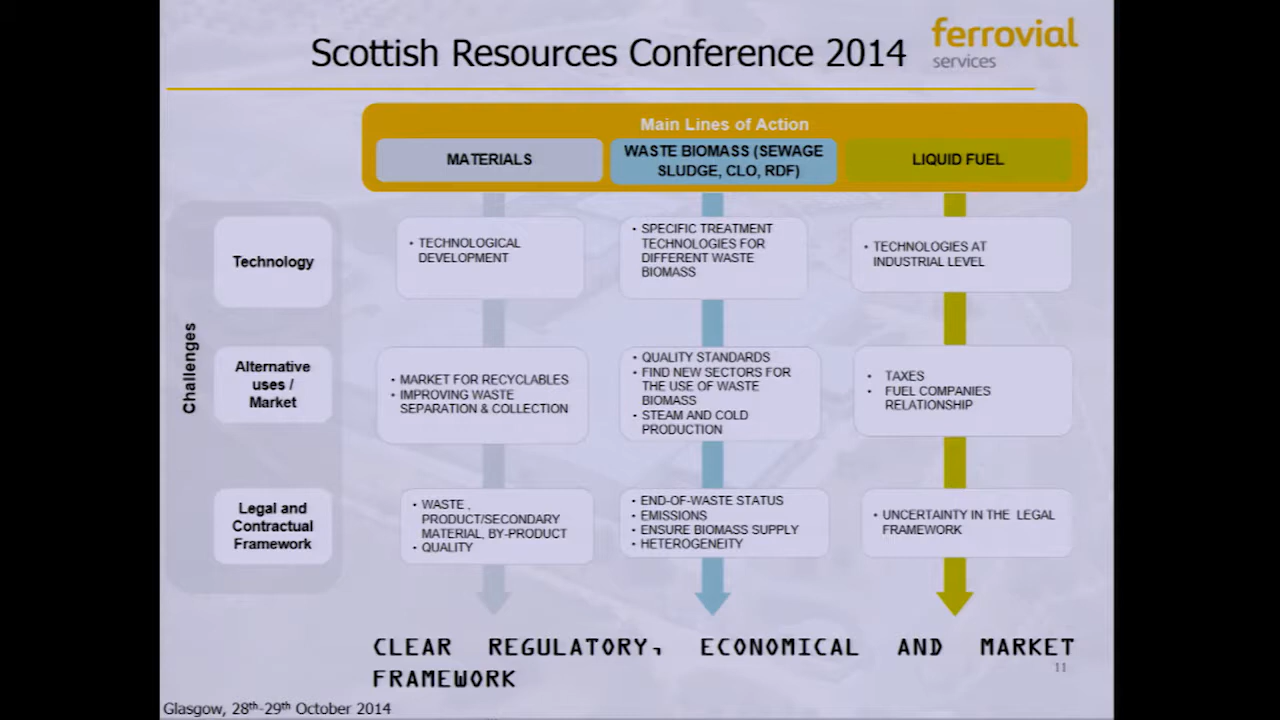 Scottish Resources Conference 2014
ferrovial
services
Main Lines of Action
MATERIALS
WASTE BIOMASS (SEWAGE
SLUDGE, CLO, RDF)
LIQUID FUEL
Challenges
Technology
• TECHNOLOGICAL
DEVELOPMENT
• SPECIFIC TREATMENT
TECHNOLOGIES FOR
DIFFERENT WASTE
BIOMASS
• TECHNOLOGIES AT
INDUSTRIAL LEVEL
Alternative
uses /
Market
• MARKET FOR RECYCLABLES
• IMPROVING WASTE
SEPARATION & COLLECTION
• QUALITY STANDARDS
• FIND NEW SECTORS FOR
THE USE OF WASTE
BIOMASS
• STEAM AND COLD
PRODUCTION
• TAXES
• FUEL COMPANIES
RELATIONSHIP
Legal and
Contractual
Framework
• WASTE ,
PRODUCT/SECONDARY
MATERIAL, BY-PRODUCT
• QUALITY
• END-OF-WASTE STATUS
• EMISSIONS
• ENSURE BIOMASS SUPPLY
• HETEROGENEITY
• UNCERTAINTY IN THE LEGAL
FRAMEWORK
CLEAR REGULATORY, ECONOMICAL AND MARKET
FRAMEWORK
11
Glasgow, 28th-29th October 2014